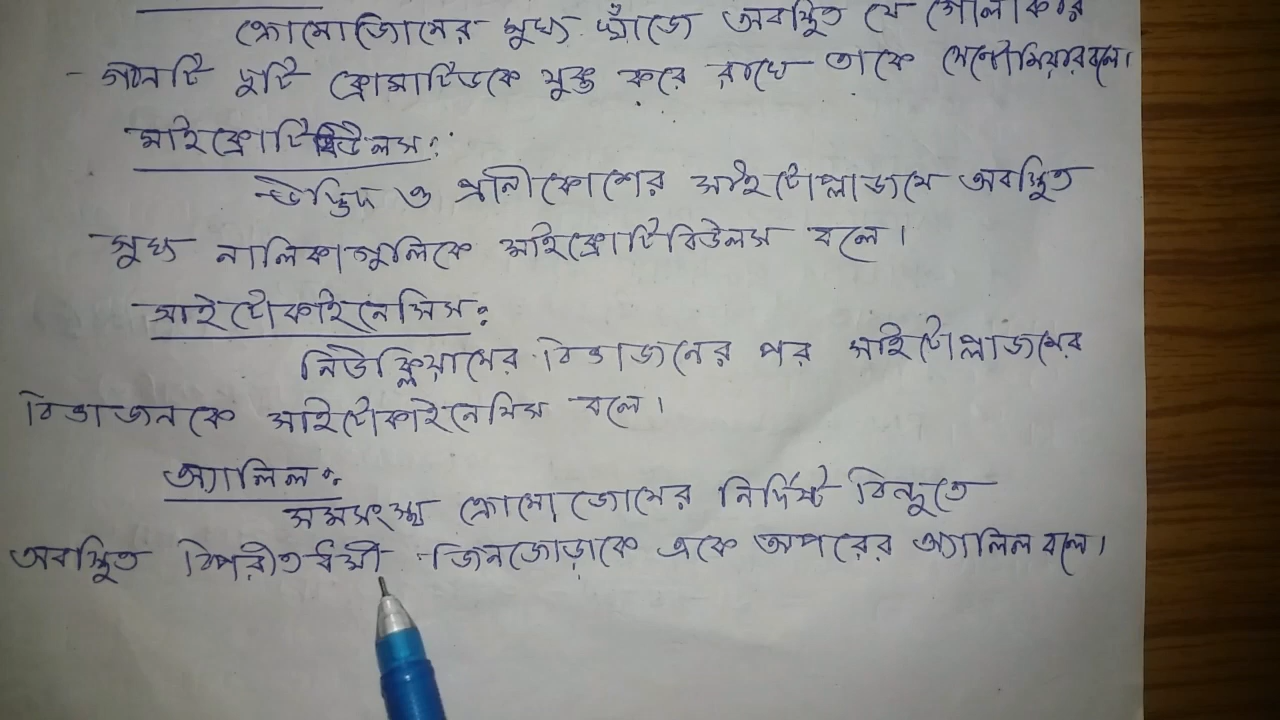 ক্রোমোজোমের মুখ্য খাঁজে অবস্থিত যে গোলাকার
গঠনটি দুটি ক্রোমাটিডকে যুক্ত করে রাখে তাকে সেন্ট্রোমিয়ার বলে।
মাইক্রোটিবিউলস:
উদ্ভিদ ও প্রানীকোশের সাইটোপ্লাজমে অবস্থিত
সুক্ষ্ম নালিকাগুলিকে মাইক্রোটিবিউলস বলে।
সাইটোকাইনেসিস:
নিউক্লিয়াসের বিভাজনের পর সাইটোপ্লাজমের
বিভাজনকে সাইটোকাইনেসিস বলে।
অ্যালিল:
সমসংস্থ ক্রোমোজোমের নির্দিষ্ট বিন্দুতে
অবস্থিত বিপরীতধর্মী জিনজোড়াকে একে অপরের অ্যালিল বলে।